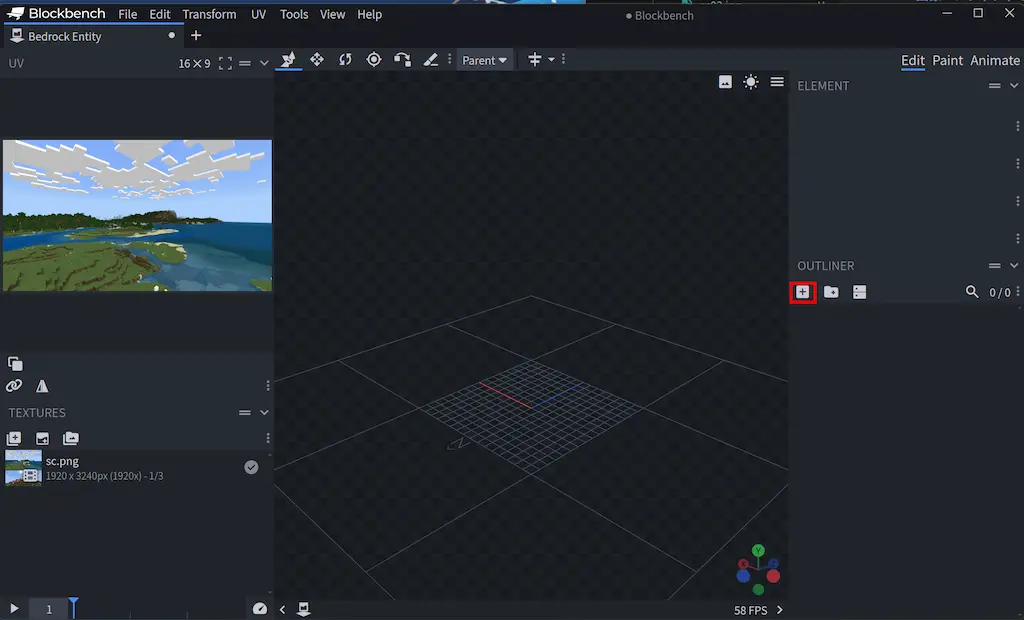 Blockbench File Edit Transform UV Tools View Help
Blockbench
Bedrock Entity
UV 16 × 9
Parent
Edit Paint Animate
ELEMENT
OUTLINER
0 / 0
TEXTURES
sc.png
1920 x 3240px (1920x) - 1/3
N
Y
X
Z
1
58 FPS